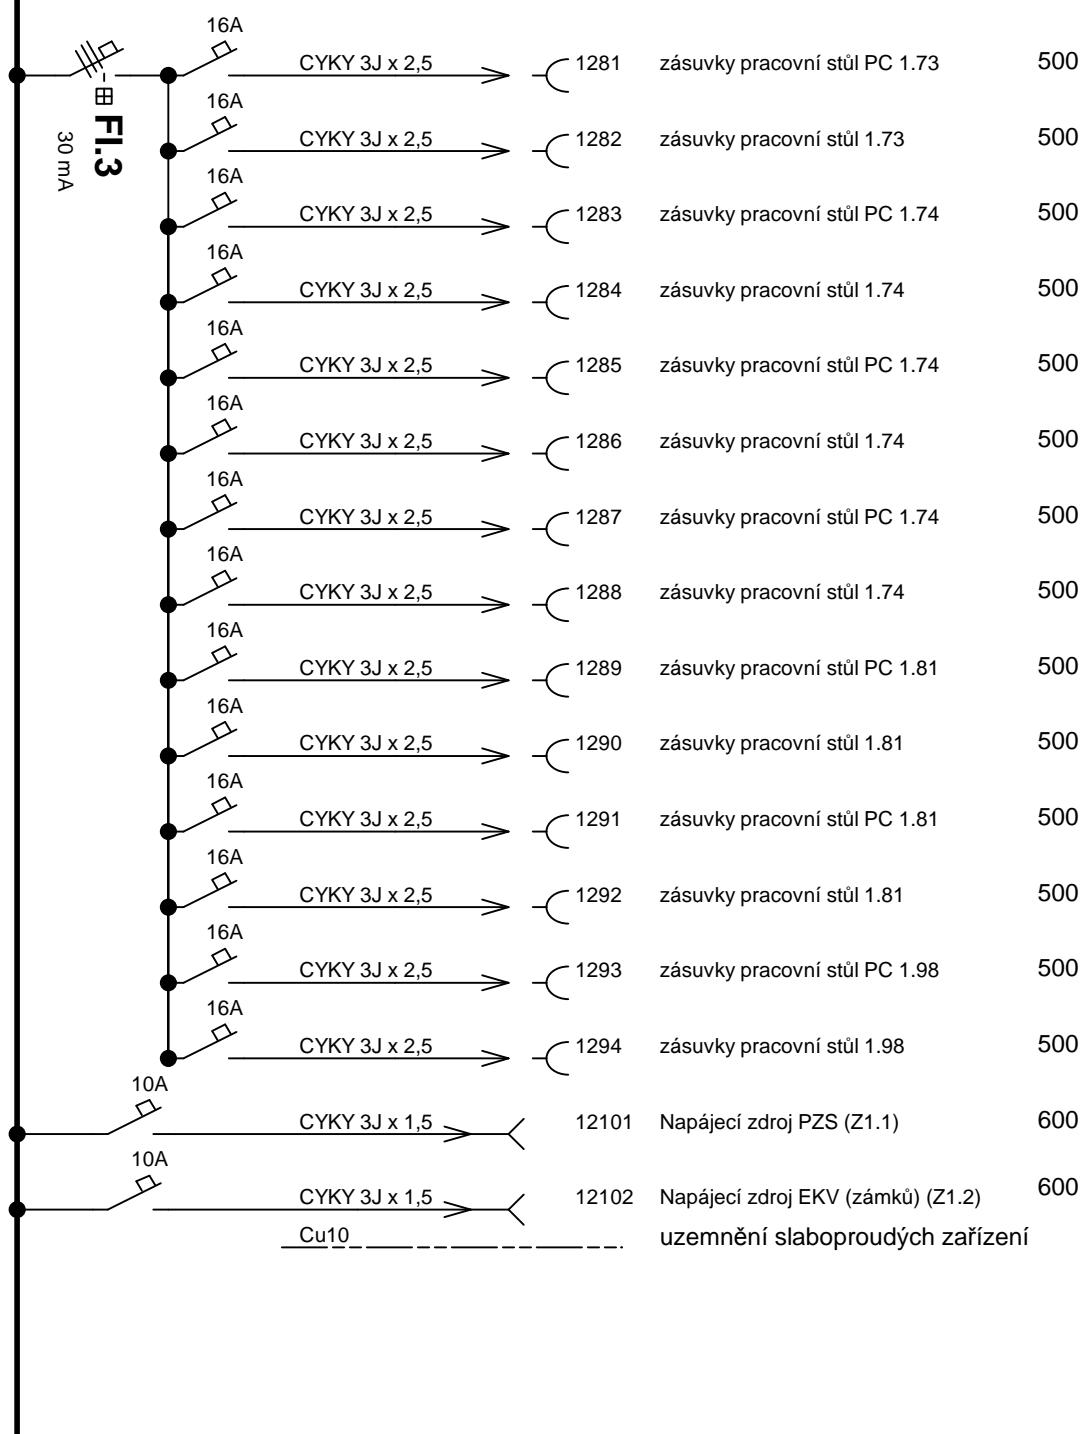 16A
CYKY 3J x 2,5 1281 zásuvky pracovní stůl PC 1.73 500
FI.3
30 mA
16A
CYKY 3J x 2,5 1282 zásuvky pracovní stůl 1.73 500
16A
CYKY 3J x 2,5 1283 zásuvky pracovní stůl PC 1.74 500
16A
CYKY 3J x 2,5 1284 zásuvky pracovní stůl 1.74 500
16A
CYKY 3J x 2,5 1285 zásuvky pracovní stůl PC 1.74 500
16A
CYKY 3J x 2,5 1286 zásuvky pracovní stůl 1.74 500
16A
CYKY 3J x 2,5 1287 zásuvky pracovní stůl PC 1.74 500
16A
CYKY 3J x 2,5 1288 zásuvky pracovní stůl 1.74 500
16A
CYKY 3J x 2,5 1289 zásuvky pracovní stůl PC 1.81 500
16A
CYKY 3J x 2,5 1290 zásuvky pracovní stůl 1.81 500
16A
CYKY 3J x 2,5 1291 zásuvky pracovní stůl PC 1.81 500
16A
CYKY 3J x 2,5 1292 zásuvky pracovní stůl 1.81 500
16A
CYKY 3J x 2,5 1293 zásuvky pracovní stůl PC 1.98 500
16A
CYKY 3J x 2,5 1294 zásuvky pracovní stůl 1.98 500
10A
CYKY 3J x 1,5 12101 Napájecí zdroj PZS (Z1.1) 600
10A
CYKY 3J x 1,5 12102 Napájecí zdroj EKV (zámků) (Z1.2) 600
Cu10 uzemnění slaboproudých zařízení